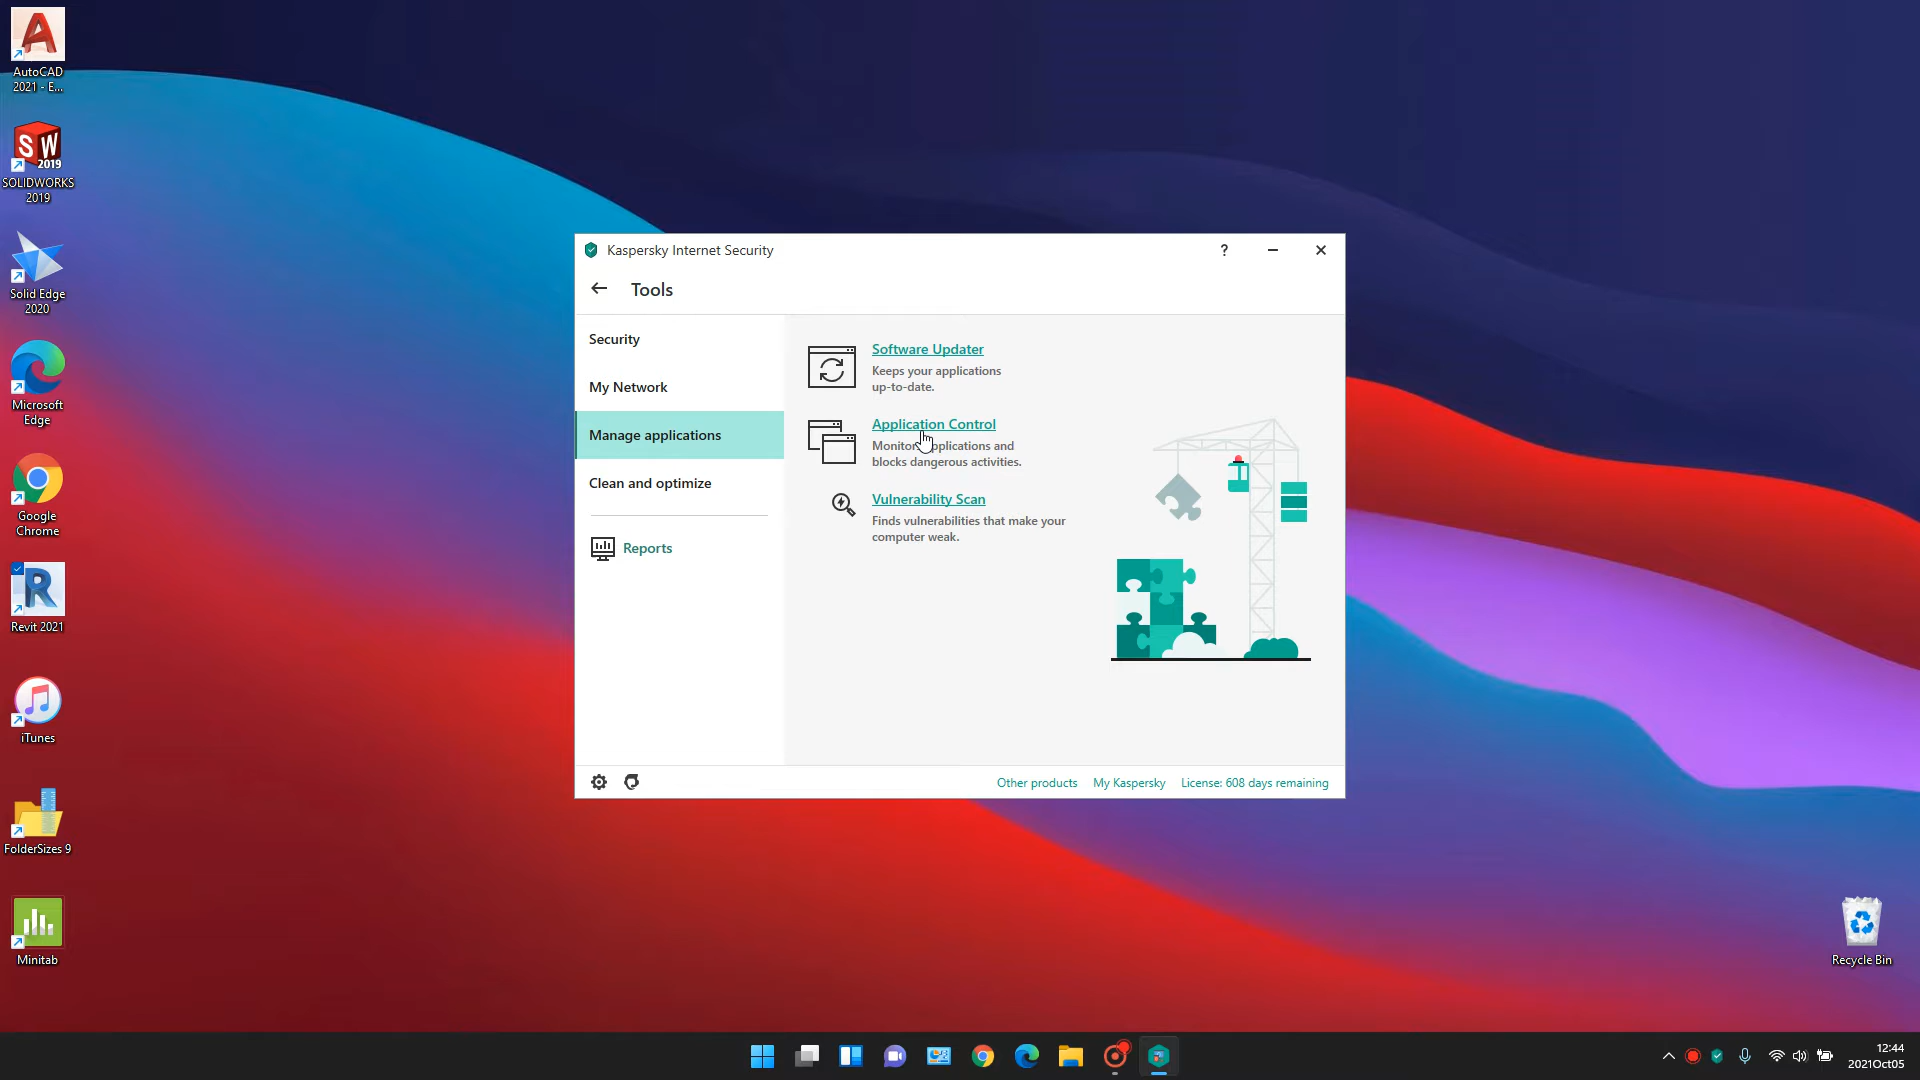 AutoCAD
2021 - E...
SW
2019
SOLIDWORKS
2019
Solid Edge
2020
Microsoft
Edge
Google
Chrome
R
Revit 2021
iTunes
FolderSizes 9
Minitab
Kaspersky Internet Security
?
Tools
Security
My Network
Manage applications
Clean and optimize
Reports
Software Updater
Keeps your applications
up-to-date.
Application Control
Monitors applications and
blocks dangerous activities.
Vulnerability Scan
Finds vulnerabilities that make your
computer weak.
Other products My Kaspersky License: 608 days remaining
Recycle Bin
12:44
2021Oct05